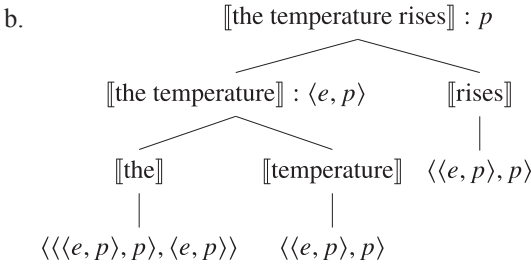 b.
⟦the temperature rises⟧ : p
⟦the temperature⟧ : ⟨e, p⟩ ⟦rises⟧
⟦the⟧ ⟦temperature⟧ ⟨⟨e, p⟩, p⟩
⟨⟨⟨e, p⟩, p⟩, ⟨e, p⟩⟩ ⟨⟨e, p⟩, p⟩